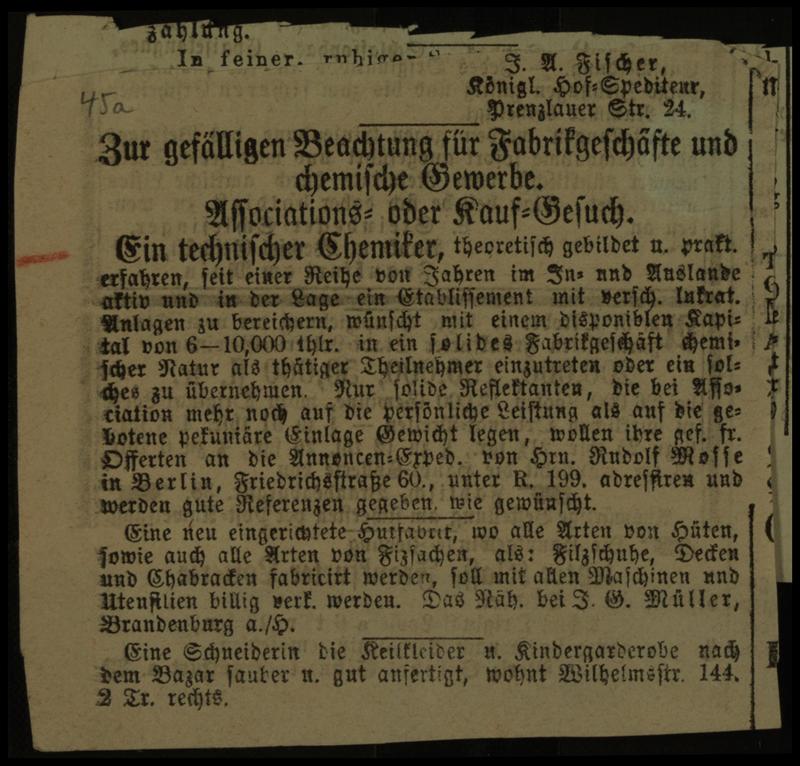 zahlung.
In feiner, ruhige
J. A. Fischer,
Königl. Hof-Spediteur,
Prenzlauer Str. 24.
45a
Zur gefälligen Beachtung für Fabrikgeschäfte und
chemische Gewerbe.
Associations- oder Kauf-Gesuch.
Ein technischer Chemiker, theoretisch gebildet u. prakt.
erfahren, seit einer Reihe von Jahren im In- und Auslande
aktiv und in der Lage ein Etablissement mit versch. lukrat.
Anlagen zu bereichern, wünscht mit einem disponiblen Kapi-
tal von 6—10,000 thlr. in ein solides Fabrikgeschäft chemi-
scher Natur als thätiger Theilnehmer einzutreten oder ein sol-
ches zu übernehmen. Nur solide Reflektanten, die bei Asso-
ciation mehr noch auf die persönliche Leistung als auf die ge-
botene pekuniäre Einlage Gewicht legen, wollen ihre gef. fr.
Offerten an die Annoncen-Exped. von Hrn. Rudolf Mosse
in Berlin, Friedrichsstraße 60., unter R. 199. adressiren und
werden gute Referenzen gegeben, wie gewünscht.
Eine neu eingerichtete Hutfabrik, wo alle Arten von Hüten,
sowie auch alle Arten von Fizsachen, als: Filzschuhe, Decken
und Chabracken fabricirt werden, soll mit allen Maschinen und
Utensilien billig verk. werden. Das Näh. bei J. G. Müller,
Brandenburg a./H.
Eine Schneiderin die Keilkleider u. Kindergarderobe nach
dem Bazar sauber u. gut anfertigt, wohnt Wilhelmsstr. 144.
2 Tr. rechts.